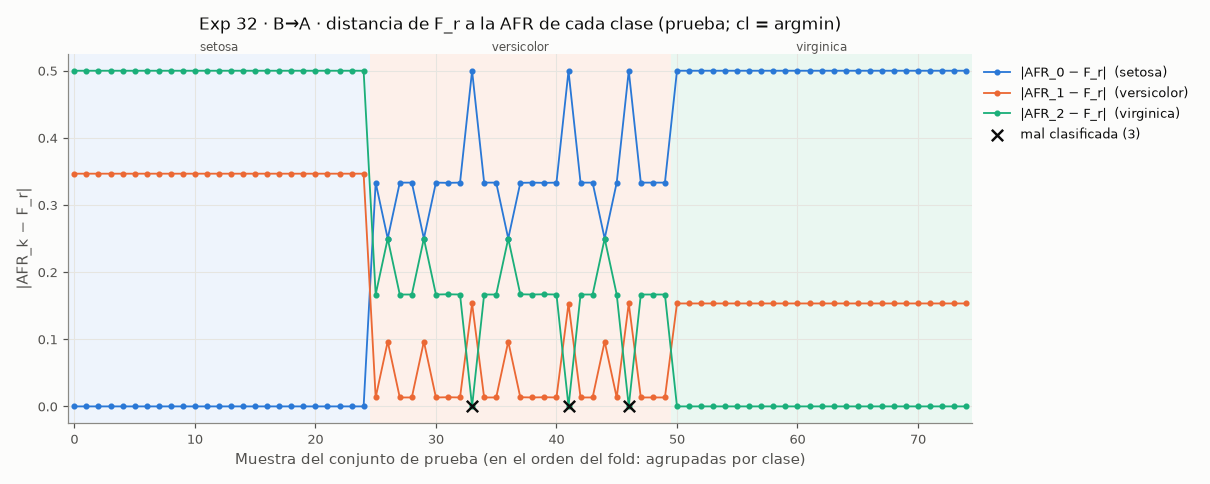 Exp 32 · B→A · distancia de F_r a la AFR de cada clase (prueba; cl = argmin)
setosa
versicolor
virginica
|AFR_0 − F_r| (setosa)
|AFR_1 − F_r| (versicolor)
|AFR_2 − F_r| (virginica)
mal clasificada (3)
|AFR_k − F_r|
0.5
0.4
0.3
0.2
0.1
0.0
0 10 20 30 40 50 60 70
Muestra del conjunto de prueba (en el orden del fold: agrupadas por clase)